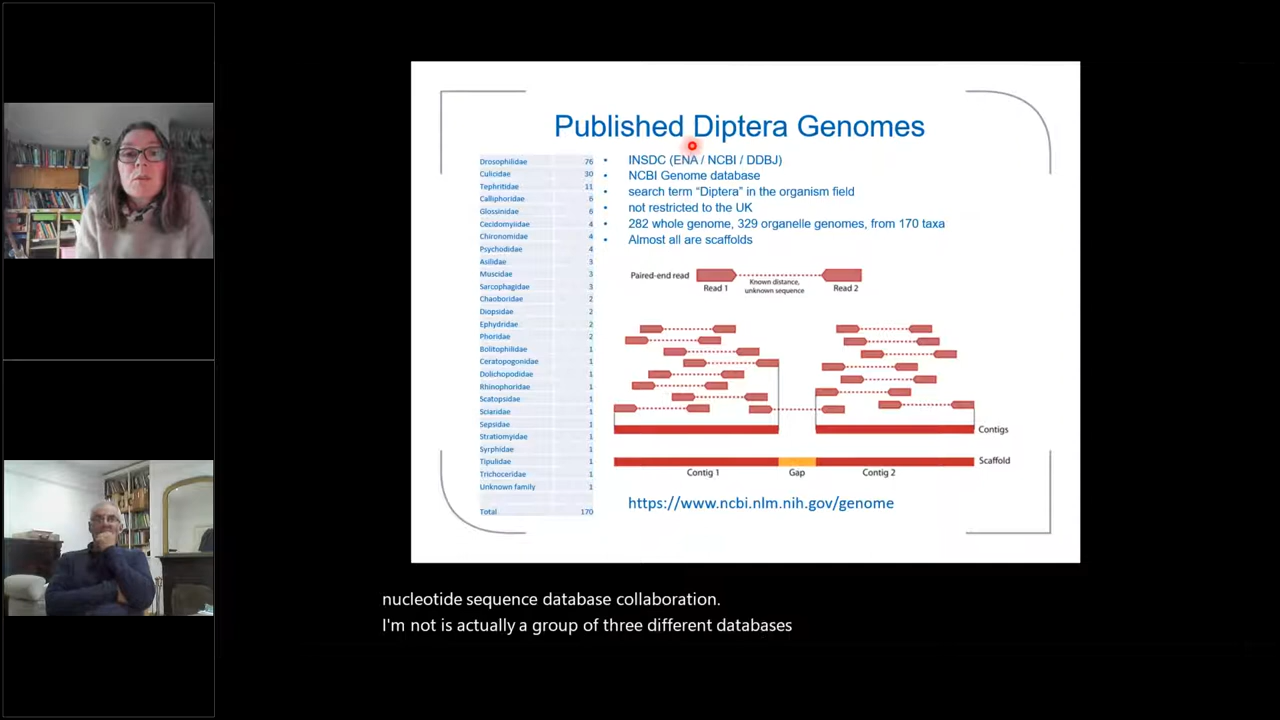 Published Diptera Genomes
Drosophilidae 76
Culicidae 30
Tephritidae 11
Calliphoridae 6
Glossinidae 6
Cecidomyiidae 4
Chironomidae 4
Psychodidae 4
Asilidae 3
Muscidae 3
Sarcophagidae 3
Chaoboridae 2
Diopsidae 2
Ephydridae 2
Phoridae 2
Bolitophilidae 1
Ceratopogonidae 1
Dolichopodidae 1
Rhinophoridae 1
Scatopsidae 1
Sciaridae 1
Sepsidae 1
Stratiomyidae 1
Syrphidae 1
Tipulidae 1
Trichoceridae 1
Unknown family 1
Total 170
• INSDC (ENA / NCBI / DDBJ)
• NCBI Genome database
• search term “Diptera” in the organism field
• not restricted to the UK
• 282 whole genome, 329 organelle genomes, from 170 taxa
• Almost all are scaffolds
Paired-end read
Read 1
Known distance,
unknown sequence
Read 2
Contigs
Scaffold
Contig 1
Gap
Contig 2
https://www.ncbi.nlm.nih.gov/genome
nucleotide sequence database collaboration.
I'm not is actually a group of three different databases